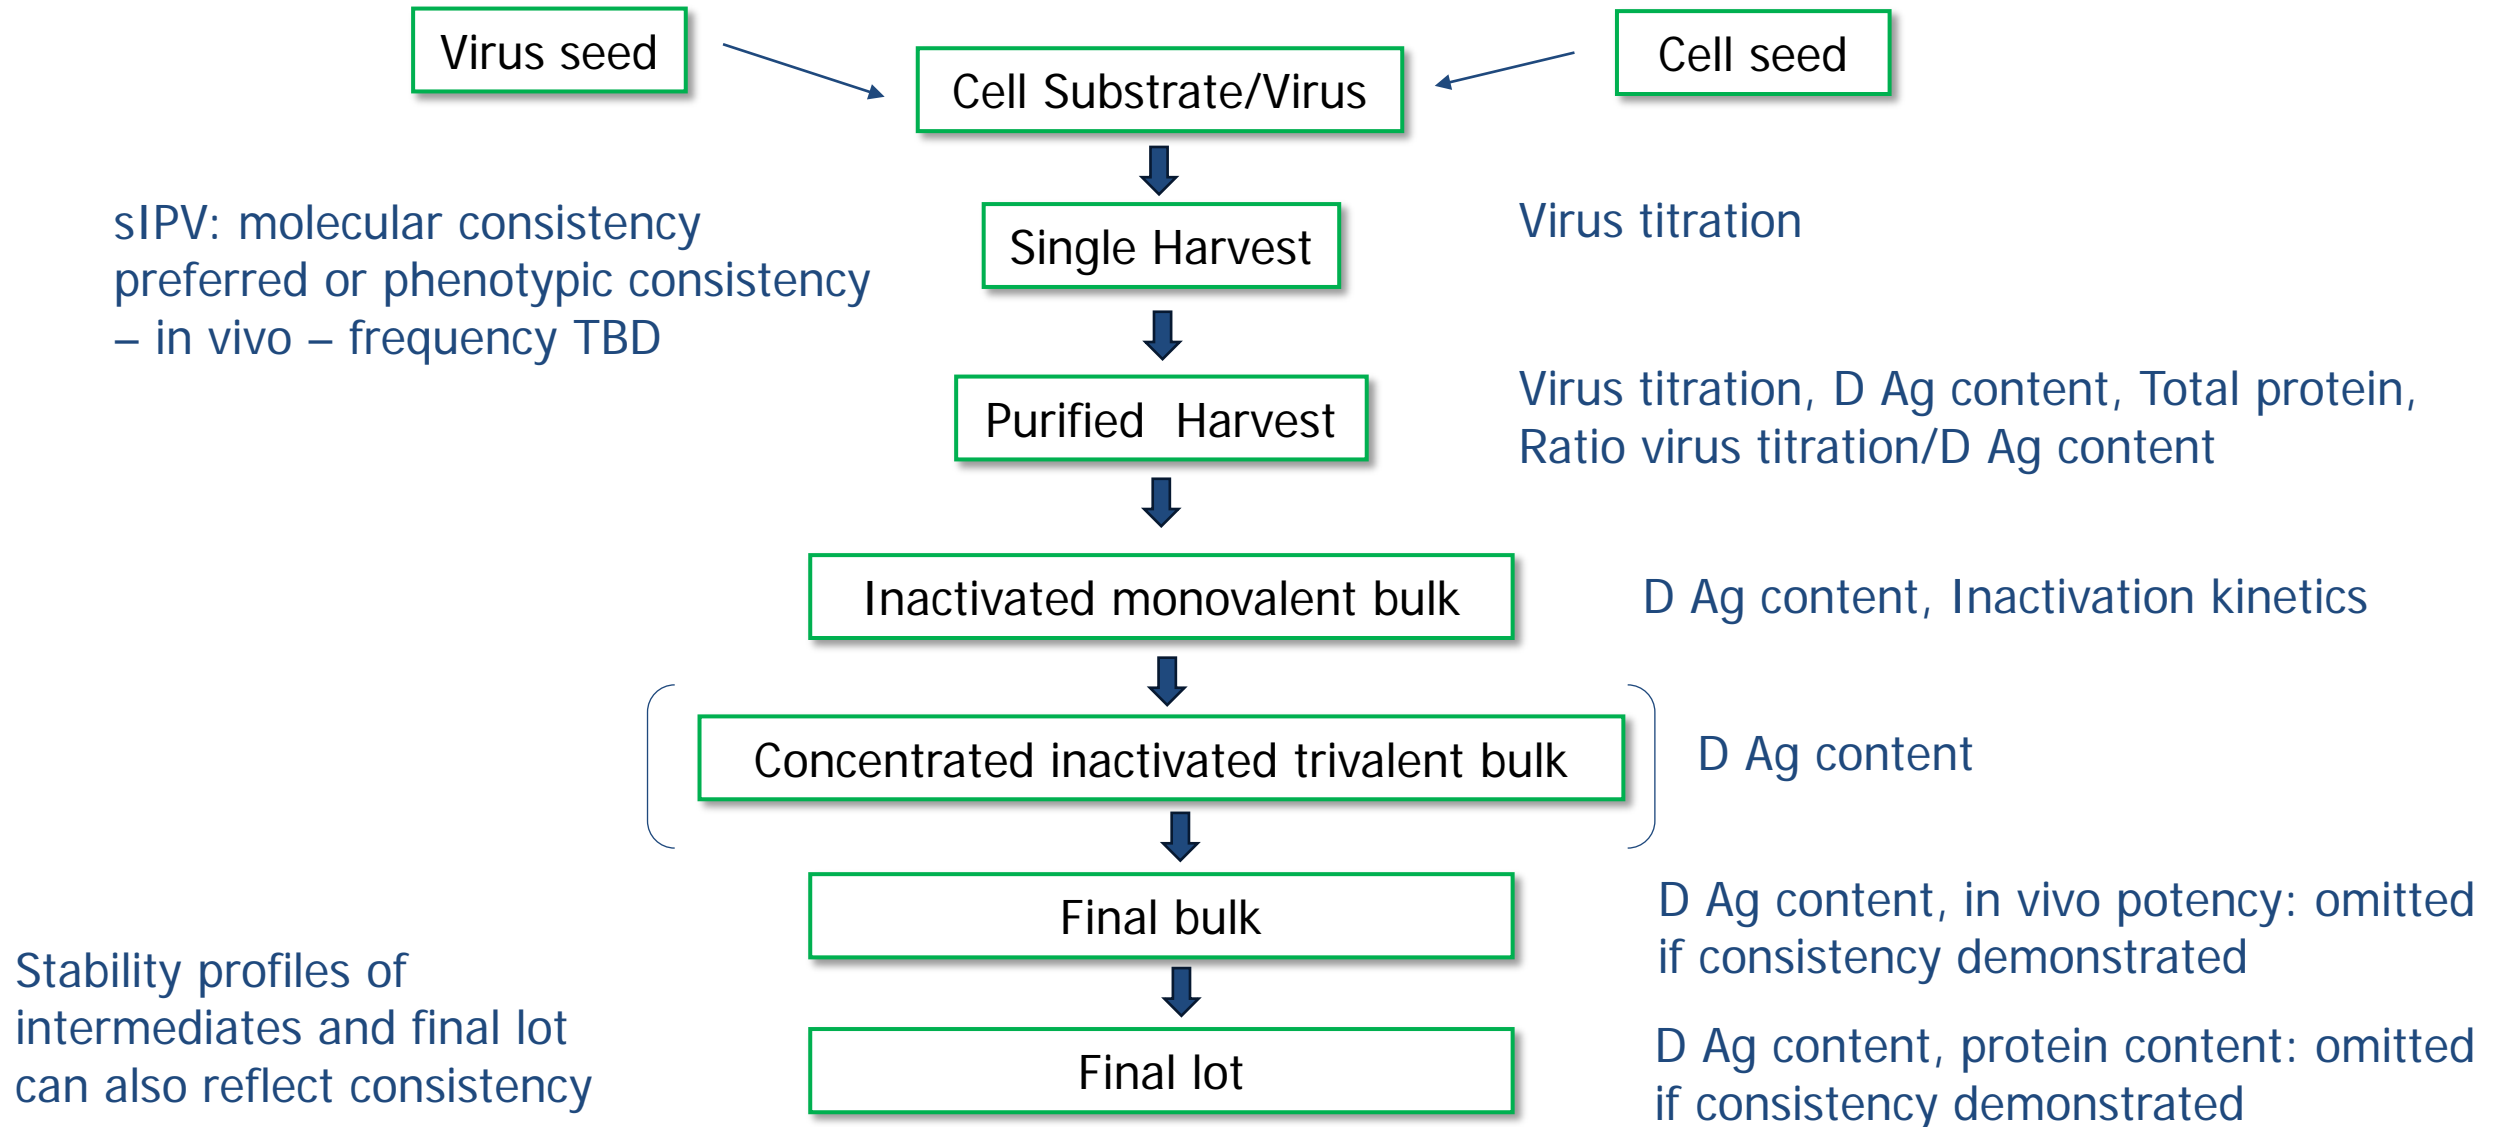 Virus seed
Cell Substrate/Virus
Cell seed
sIPV: molecular consistency
preferred or phenotypic consistency
– in vivo – frequency TBD
Single Harvest
Virus titration
Purified  Harvest
Virus titration, D Ag content, Total protein,
Ratio virus titration/D Ag content
Inactivated monovalent bulk
D Ag content, Inactivation kinetics
Concentrated inactivated trivalent bulk
D Ag content
Final bulk
D Ag content, in vivo potency: omitted
if consistency demonstrated
Stability profiles of
intermediates and final lot
can also reflect consistency
Final lot
D Ag content, protein content: omitted
if consistency demonstrated